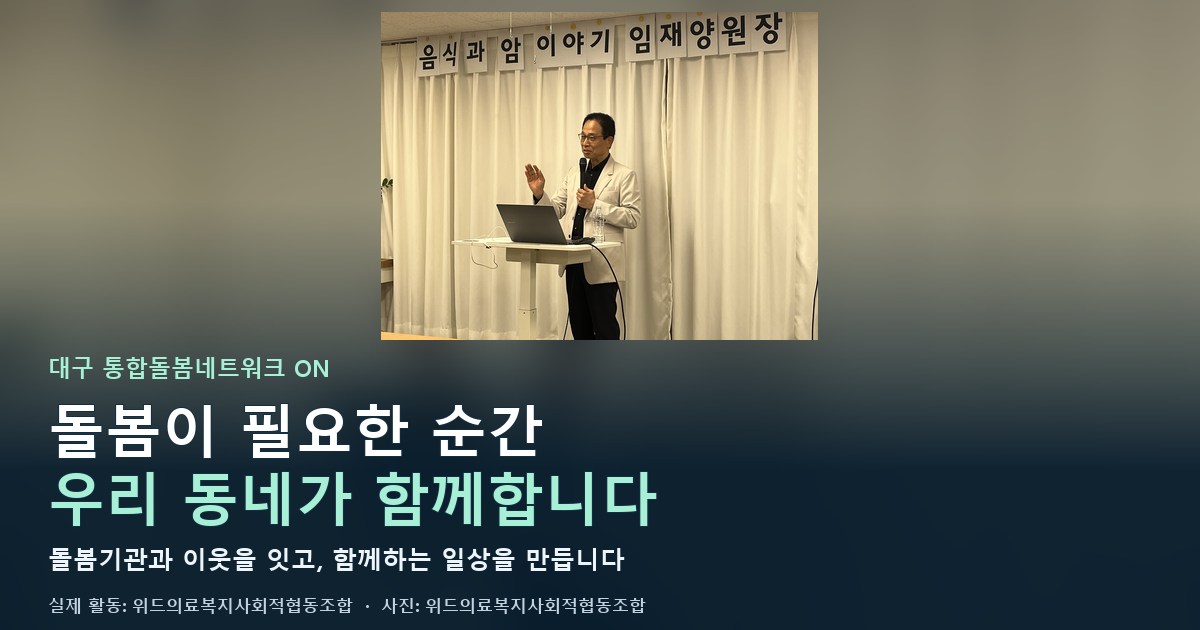 음식과 암 이야기 임재양원장
대구 통합돌봄네트워크 ON
돌봄이 필요한 순간
우리 동네가 함께합니다
돌봄기관과 이웃을 잇고, 함께하는 일상을 만듭니다
실제 활동: 위드의료복지사회적협동조합 · 사진: 위드의료복지사회적협동조합